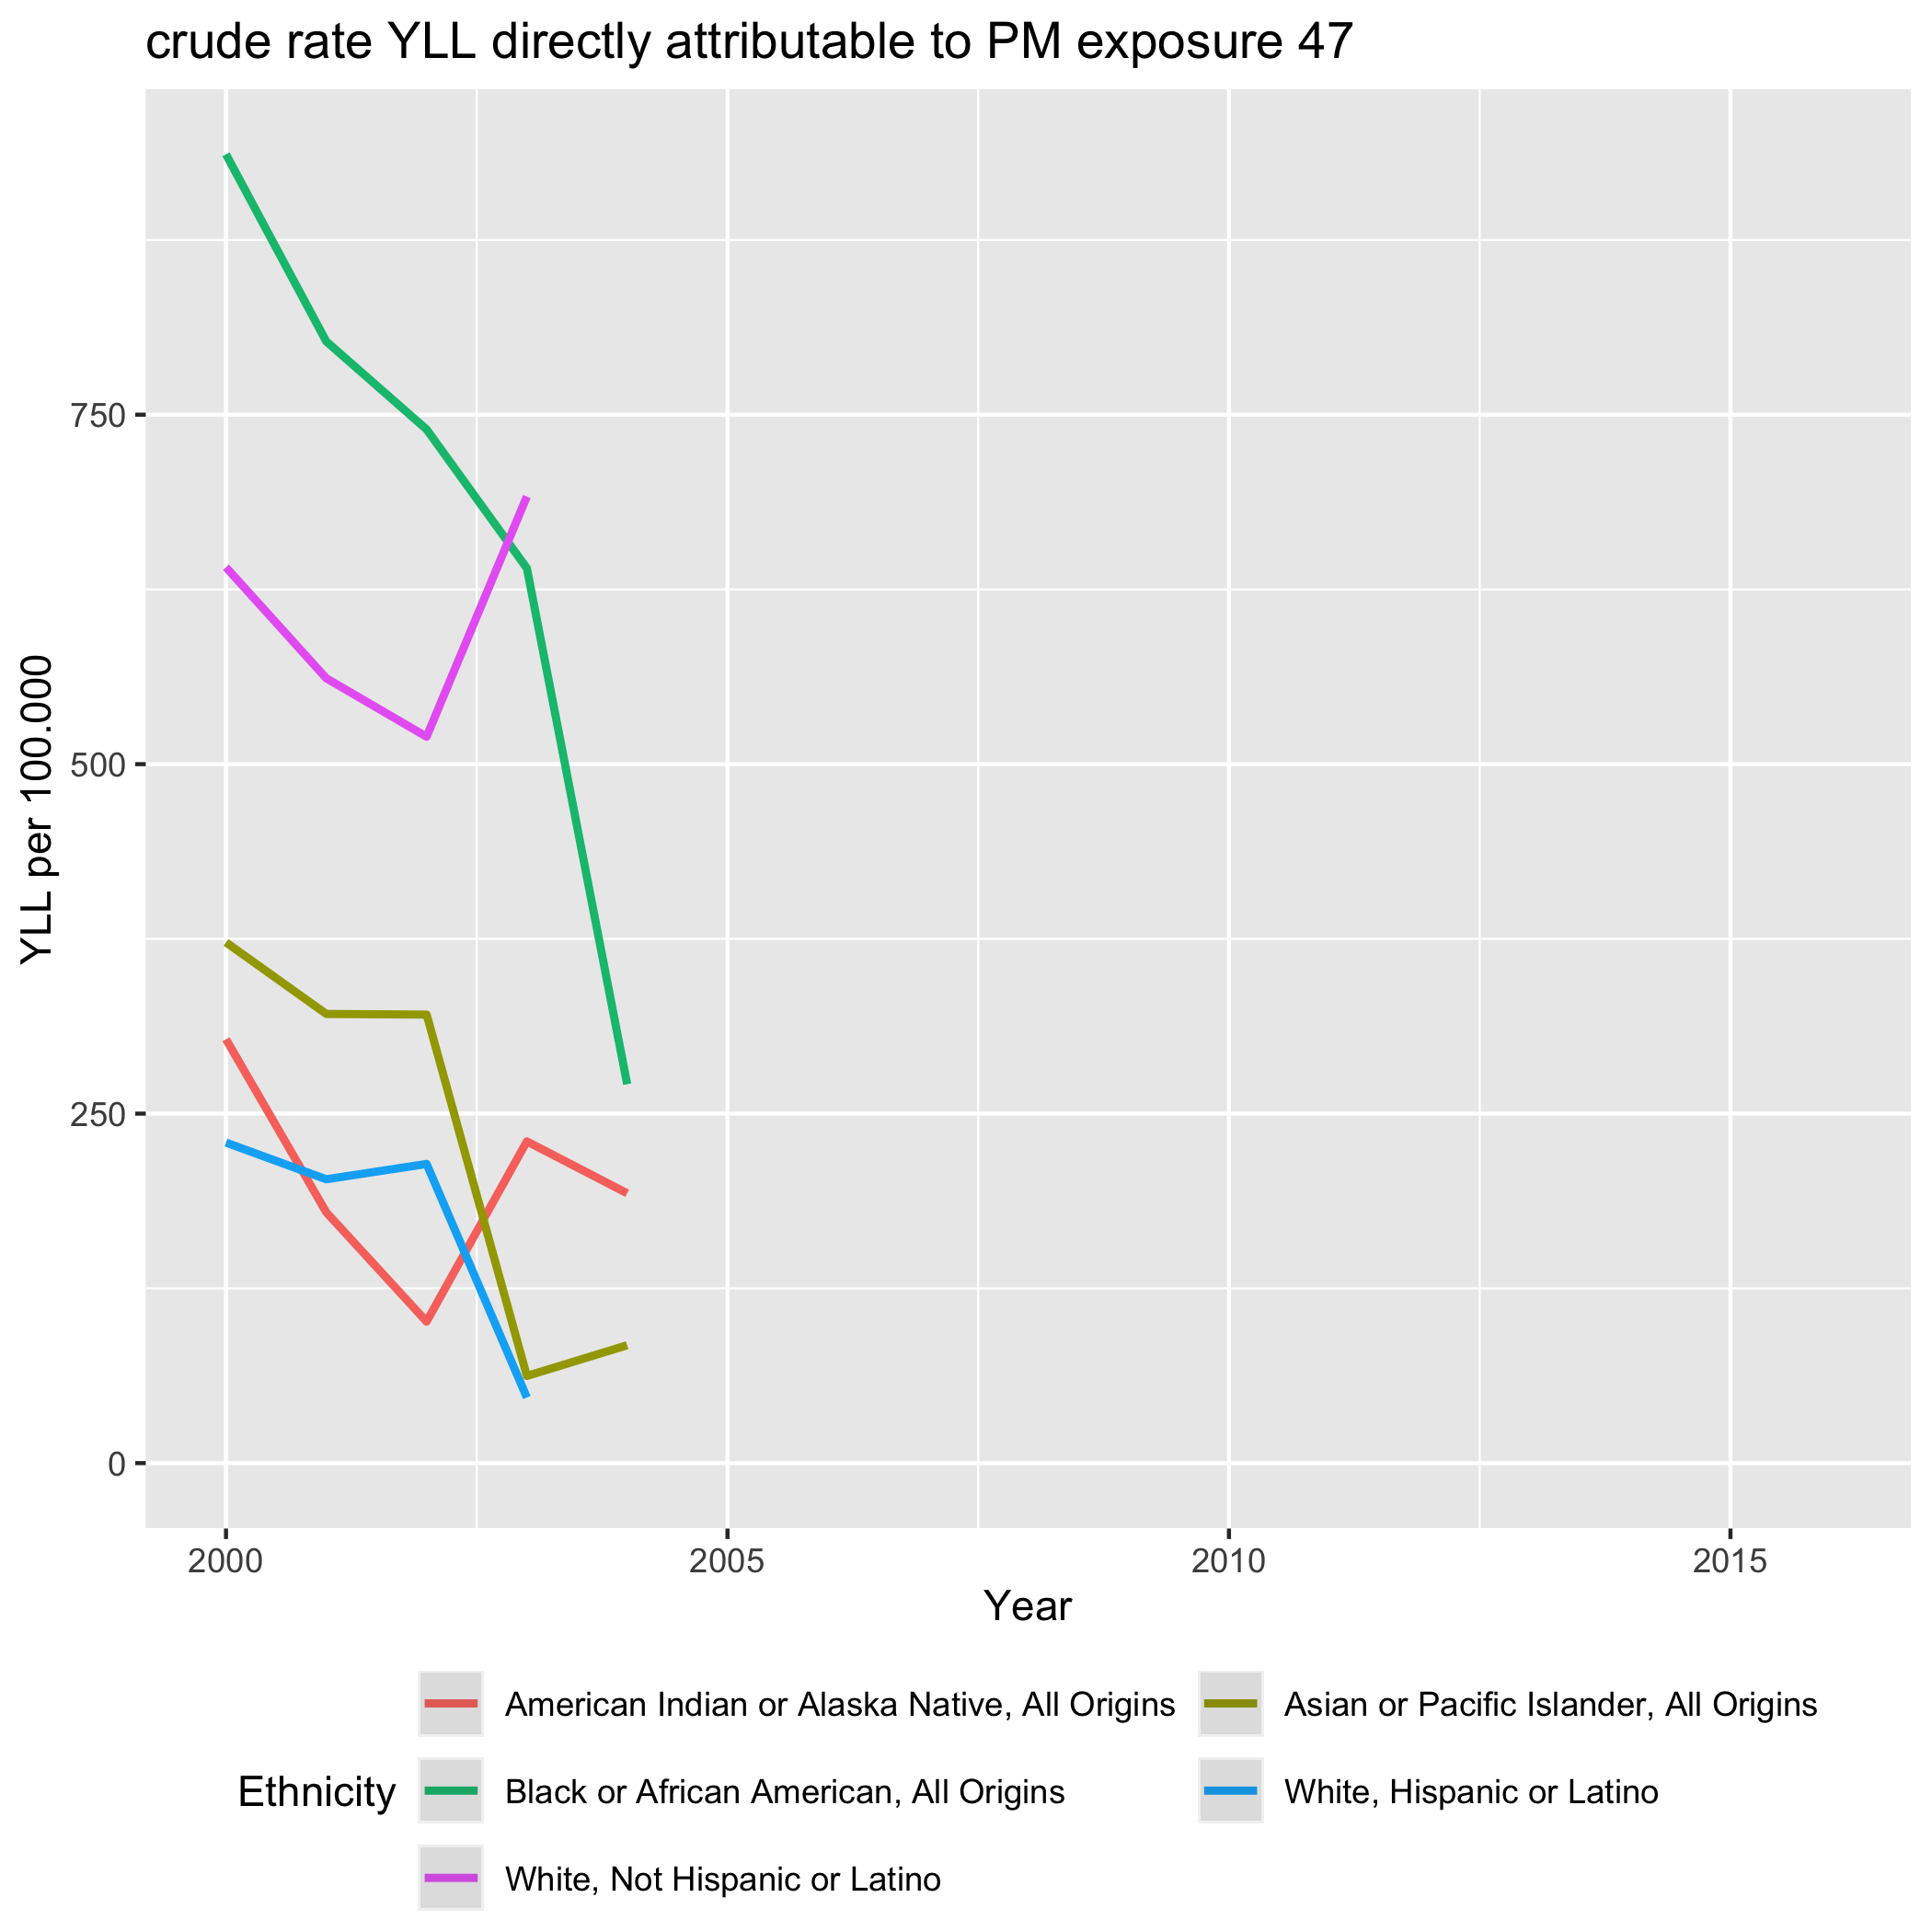 crude rate YLL directly attributable to PM exposure 47
YLL per 100.000
750
500
250
0
2000 2005 2010 2015
Year
Ethnicity
American Indian or Alaska Native, All Origins
Asian or Pacific Islander, All Origins
Black or African American, All Origins
White, Hispanic or Latino
White, Not Hispanic or Latino